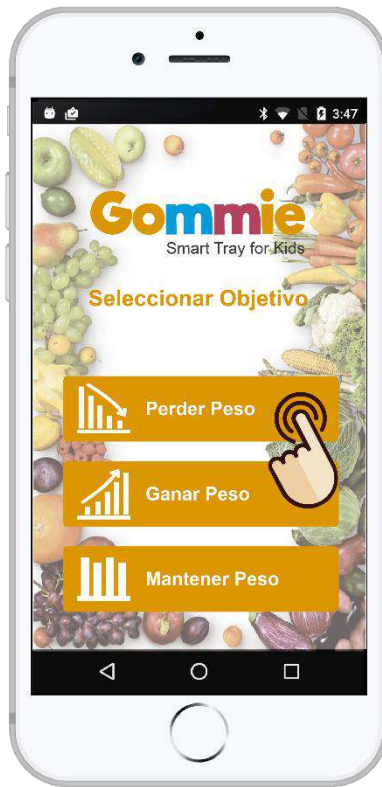 3:47
Gommie
Smart Tray for Kids
Seleccionar Objetivo
Perder Peso
Ganar Peso
Mantener Peso